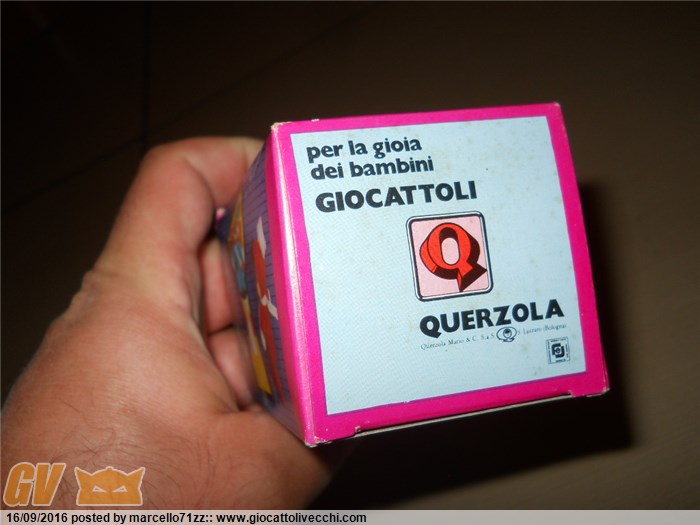 per la gioia
dei bambini
GIOCATTOLI
Q
QUERZOLA
Querzola Mario & C. S.a.S. Q S. Lazzaro (Bologna)
GV
16/09/2016 posted by marcello71zz:: www.giocattolivecchi.com